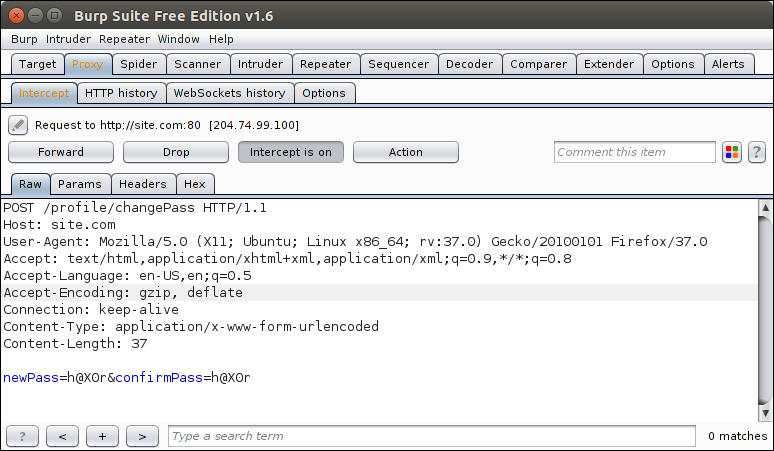 Burp Suite Free Edition v1.6
Burp Intruder Repeater Window Help
Target Proxy Spider Scanner Intruder Repeater Sequencer Decoder Comparer Extender Options Alerts
Intercept HTTP history WebSockets history Options
Request to http://site.com:80 [204.74.99.100]
Forward Drop Intercept is on Action Comment this item ?
Raw Params Headers Hex
POST /profile/changePass HTTP/1.1
Host: site.com
User-Agent: Mozilla/5.0 (X11; Ubuntu; Linux x86_64; rv:37.0) Gecko/20100101 Firefox/37.0
Accept: text/html,application/xhtml+xml,application/xml;q=0.9,*/*;q=0.8
Accept-Language: en-US,en;q=0.5
Accept-Encoding: gzip, deflate
Connection: keep-alive
Content-Type: application/x-www-form-urlencoded
Content-Length: 37

newPass=h@X0r&confirmPass=h@X0r
? < + > Type a search term 0 matches